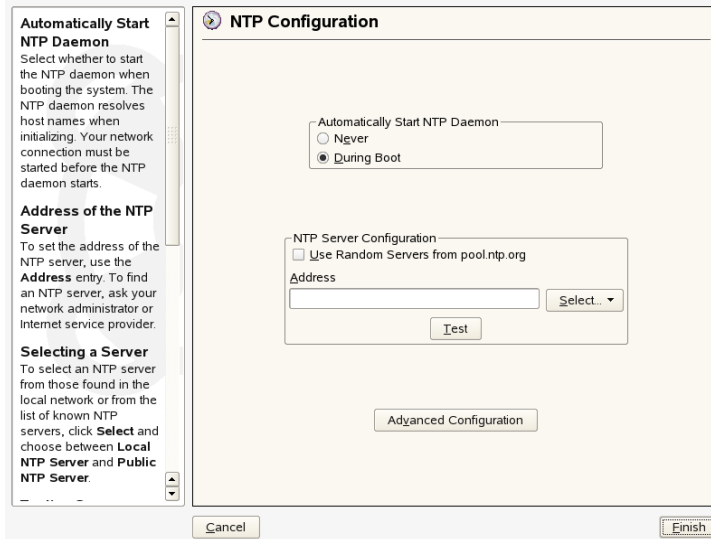 Automatically Start
NTP Daemon
Select whether to start
the NTP daemon when
booting the system. The
NTP daemon resolves
host names when
initializing. Your network
connection must be
started before the NTP
daemon starts.
Address of the NTP
Server
To set the address of the
NTP server, use the
Address entry. To find
an NTP server, ask your
network administrator or
Internet service provider.
Selecting a Server
To select an NTP server
from those found in the
local network or from the
list of known NTP
servers, click Select and
choose between Local
NTP Server and Public
NTP Server.
NTP Configuration
Automatically Start NTP Daemon
Never
During Boot
NTP Server Configuration
Use Random Servers from pool.ntp.org
Address
Select...
Test
Advanced Configuration
Cancel
Finish